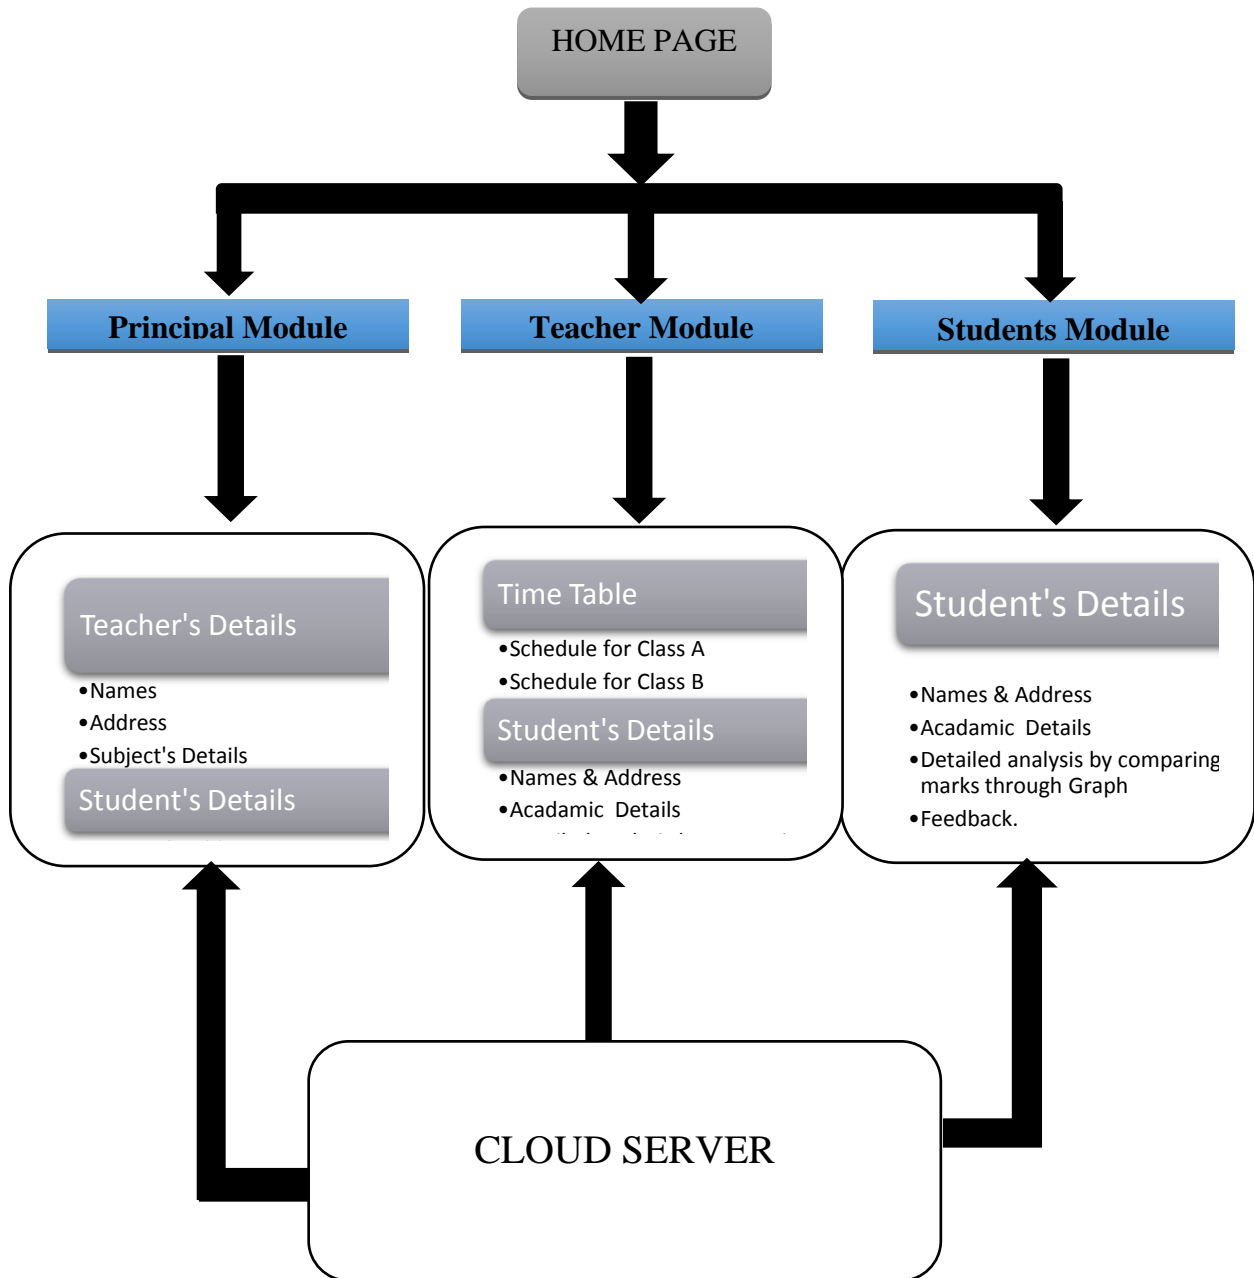 HOME PAGE
Principal Module
Teacher Module
Students Module
Teacher's Details
•Names
•Address
•Subject's Details
Student's Details
Time Table
•Schedule for Class A
•Schedule for Class B
Student's Details
•Names & Address
•Acadamic Details
Student's Details
•Names & Address
•Acadamic Details
•Detailed analysis by comparing
marks through Graph
•Feedback.
CLOUD SERVER